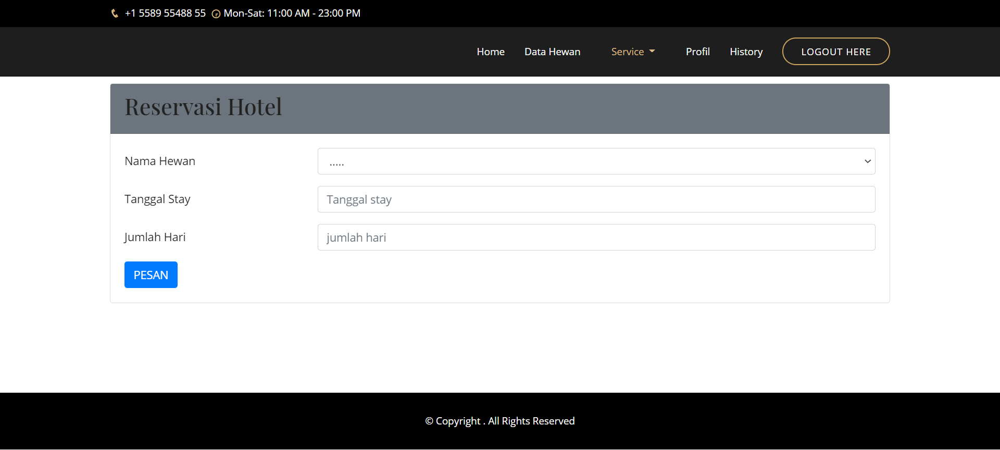 +1 5589 55488 55 Mon-Sat: 11:00 AM - 23:00 PM
Home Data Hewan Service Profil History LOGOUT HERE
Reservasi Hotel
Nama Hewan .....
Tanggal Stay Tanggal stay
Jumlah Hari jumlah hari
PESAN
© Copyright . All Rights Reserved